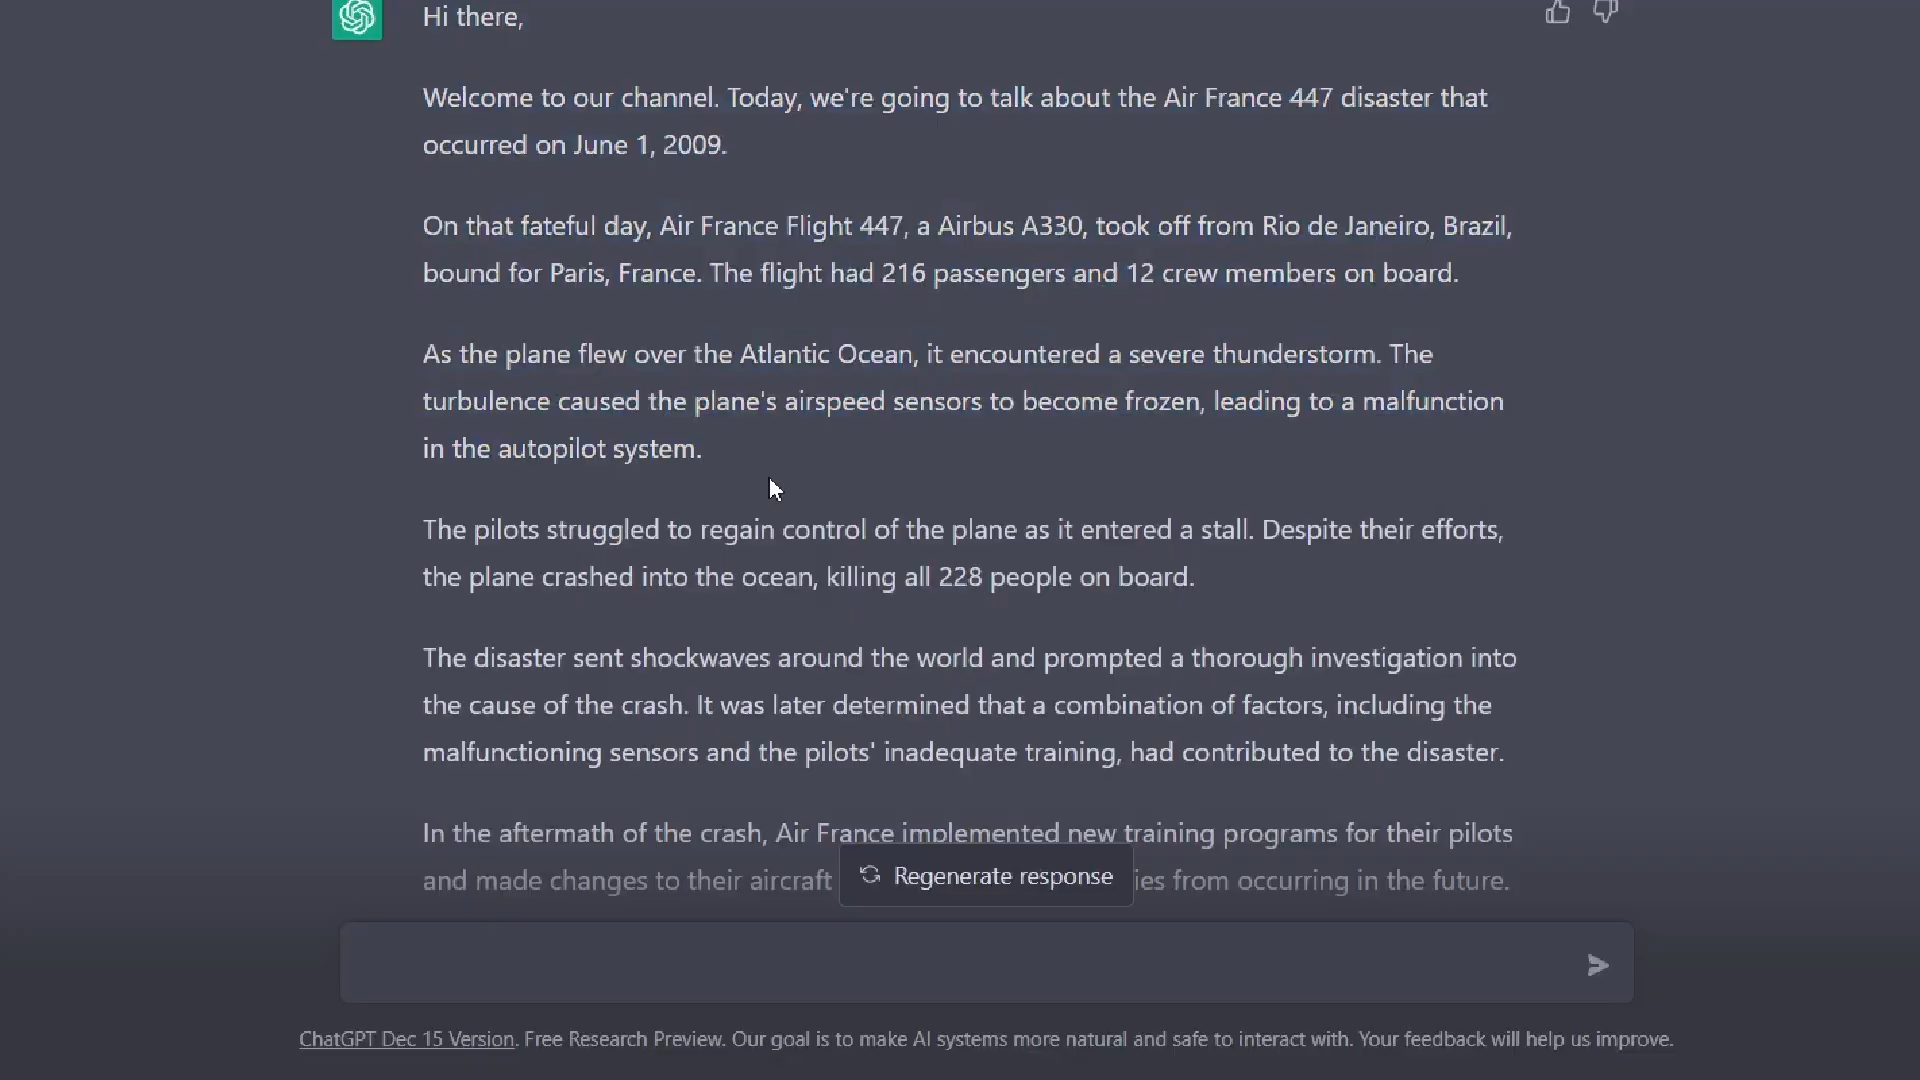 Hi there,
Welcome to our channel. Today, we're going to talk about the Air France 447 disaster that
occurred on June 1, 2009.
On that fateful day, Air France Flight 447, a Airbus A330, took off from Rio de Janeiro, Brazil,
bound for Paris, France. The flight had 216 passengers and 12 crew members on board.
As the plane flew over the Atlantic Ocean, it encountered a severe thunderstorm. The
turbulence caused the plane's airspeed sensors to become frozen, leading to a malfunction
in the autopilot system.
The pilots struggled to regain control of the plane as it entered a stall. Despite their efforts,
the plane crashed into the ocean, killing all 228 people on board.
The disaster sent shockwaves around the world and prompted a thorough investigation into
the cause of the crash. It was later determined that a combination of factors, including the
malfunctioning sensors and the pilots' inadequate training, had contributed to the disaster.
In the aftermath of the crash, Air France implemented new training programs for their pilots
and made changes to their aircraft ies from occurring in the future.
Regenerate response
ChatGPT Dec 15 Version. Free Research Preview. Our goal is to make AI systems more natural and safe to interact with. Your feedback will help us improve.